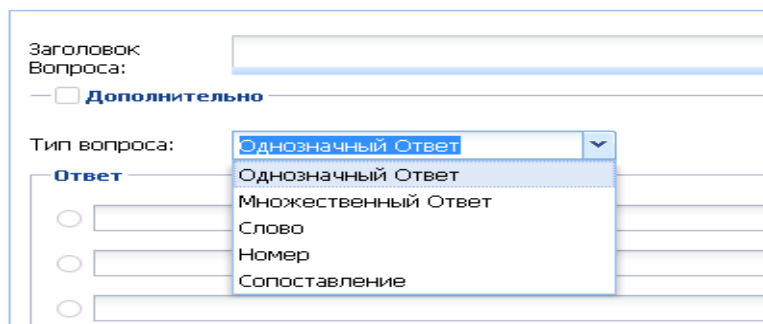 Заголовок
Вопроса:
Дополнительно
Тип вопроса:
Однозначный Ответ
Ответ
Однозначный Ответ
Множественный Ответ
Слово
Номер
Сопоставление